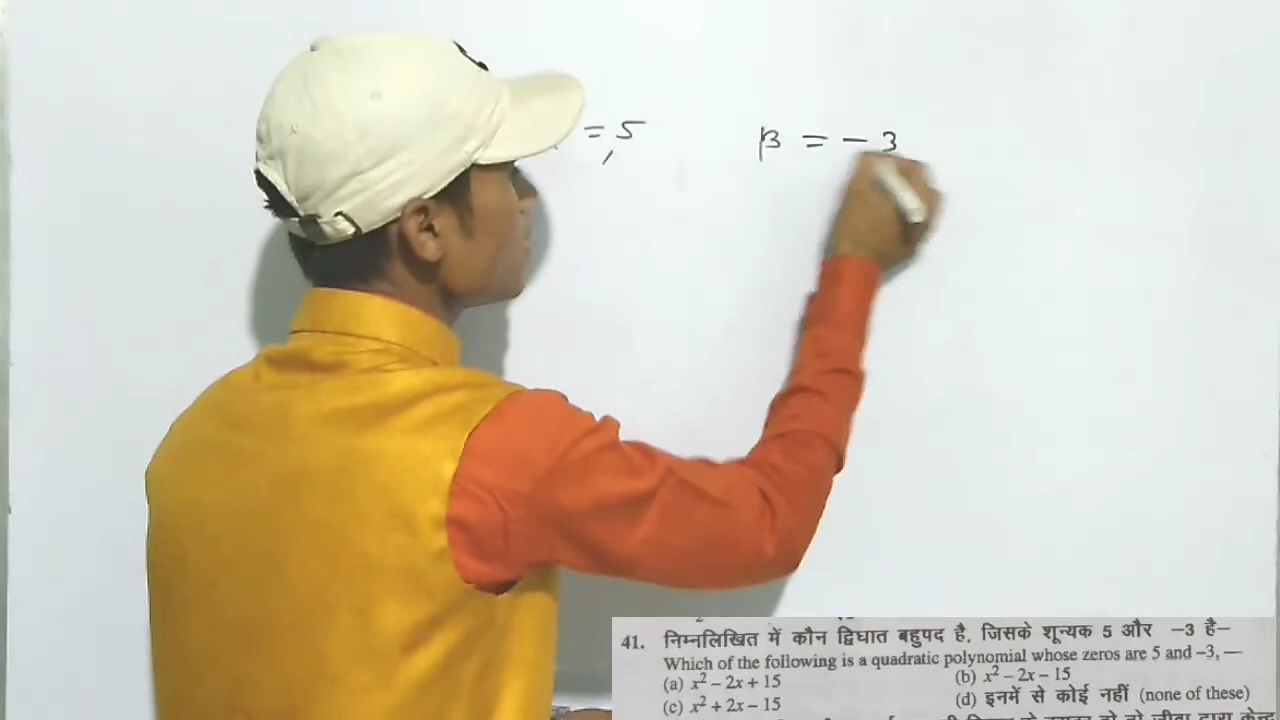 = 5 , β = - 3
41. निम्नलिखित में कौन द्विघात बहुपद है, जिसके शून्यक 5 और -3 है-
Which of the following is a quadratic polynomial whose zeros are 5 and -3, —
(a) x² - 2x + 15 (b) x² - 2x - 15
(c) x² + 2x - 15 (d) इनमें से कोई नहीं (none of these)